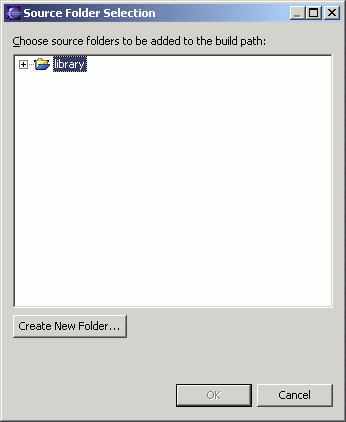 Source Folder Selection
Choose source folders to be added to the build path:
library
Create New Folder...
OK
Cancel